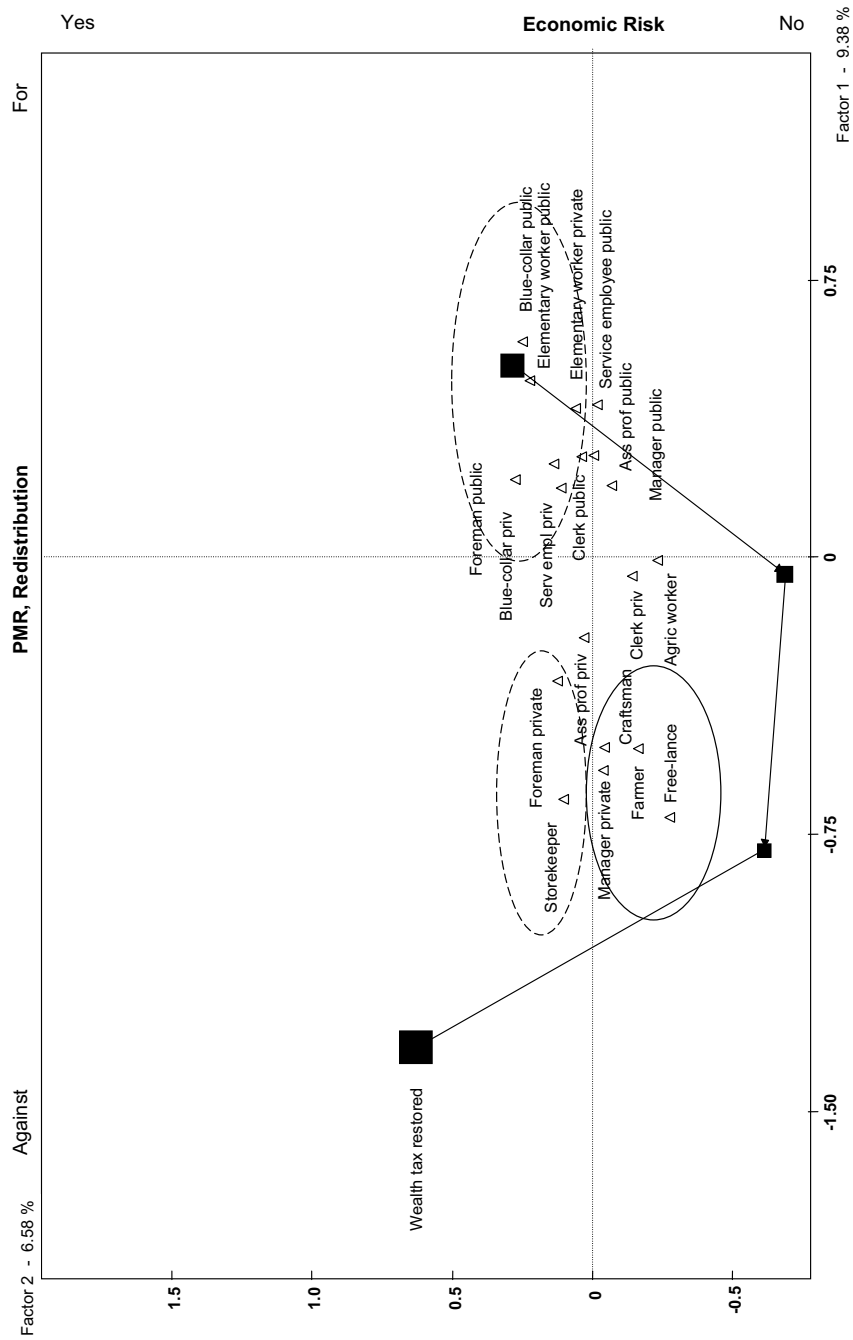 Factor 2 - 6.58 %
Against
PMR, Redistribution
For
Yes
Economic Risk
No
1.5
1.0
0.5
0
-0.5
Wealth tax restored
Foreman public
Blue-collar priv
Serv empl priv
Clerk public
Blue-collar public
Elementary worker public
Elementary worker private
Service employee public
Ass prof public
Manager public
Foreman private
Storekeeper
Ass prof priv
Manager private
Craftsman
Clerk priv
Farmer
Agric worker
Free-lance
-1.50
-0.75
0
0.75
Factor 1 - 9.38 %